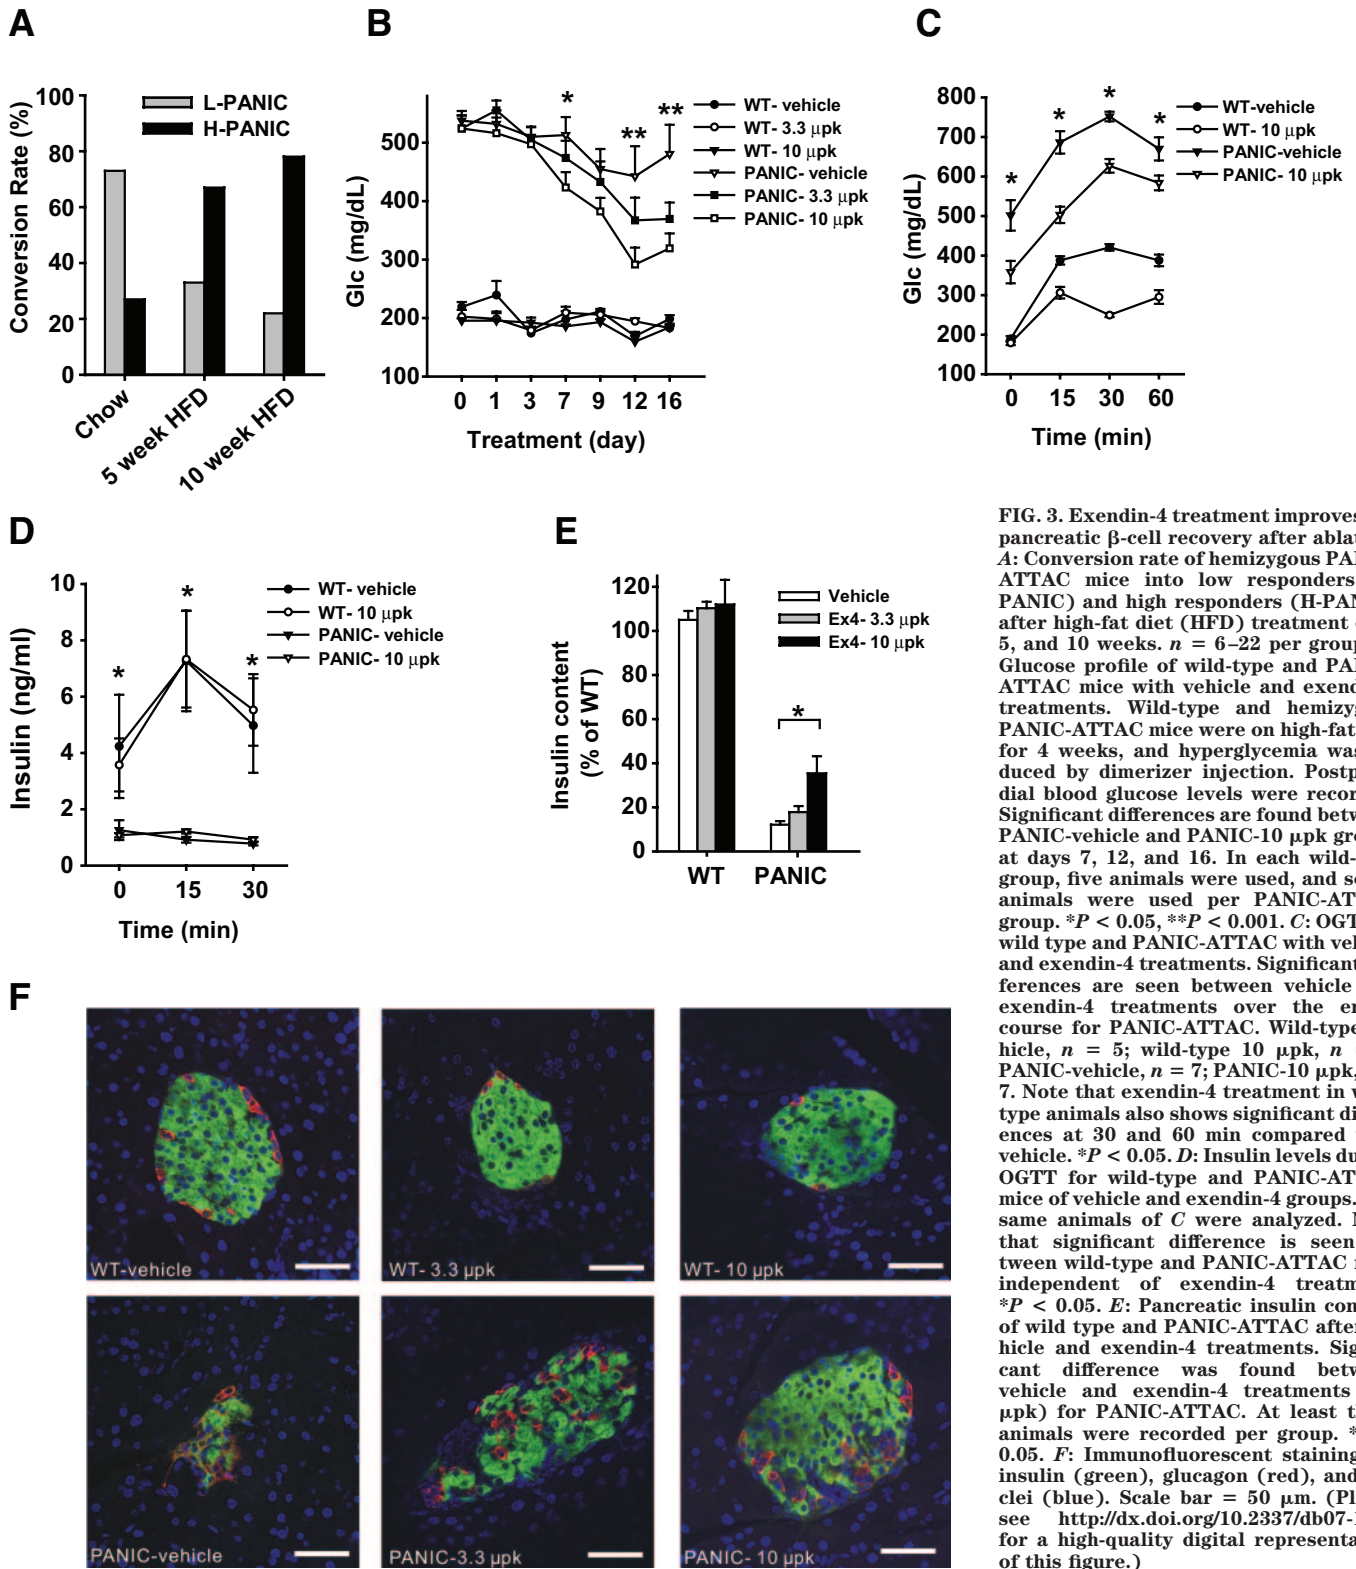 A
B
C
Conversion Rate (%)
100
80
60
40
20
0
L-PANIC
H-PANIC
Chow
5 week HFD
10 week HFD
Glc (mg/dL)
500
400
300
200
100
*
**
**
0 1 3 7 9 12 16
Treatment (day)
WT- vehicle
WT- 3.3 µpk
WT- 10 µpk
PANIC- vehicle
PANIC- 3.3 µpk
PANIC- 10 µpk
Glc (mg/dL)
800
700
600
500
400
300
200
100
*
*
*
*
0 15 30 60
Time (min)
WT-vehicle
WT- 10 µpk
PANIC-vehicle
PANIC- 10 µpk
D
E
Insulin (ng/ml)
10
8
6
4
2
0
*
*
*
0 15 30
Time (min)
WT- vehicle
WT- 10 µpk
PANIC- vehicle
PANIC- 10 µpk
Insulin content
(% of WT)
120
100
80
60
40
20
0
*
WT PANIC
Vehicle
Ex4- 3.3 µpk
Ex4- 10 µpk
F
WT-vehicle
WT- 3.3 µpk
WT- 10 µpk
PANIC-vehicle
PANIC-3.3 µpk
PANIC- 10 µpk
FIG. 3. Exendin-4 treatment improves
pancreatic β-cell recovery after ablat
A: Conversion rate of hemizygous PAN
ATTAC mice into low responders
PANIC) and high responders (H-PAN
after high-fat diet (HFD) treatment
5, and 10 weeks. n = 6–22 per group
Glucose profile of wild-type and PAN
ATTAC mice with vehicle and exend
treatments. Wild-type and hemizyg
PANIC-ATTAC mice were on high-fat
for 4 weeks, and hyperglycemia was
duced by dimerizer injection. Postp
dial blood glucose levels were recor
Significant differences are found betw
PANIC-vehicle and PANIC-10 µpk gro
at days 7, 12, and 16. In each wild-
group, five animals were used, and se
animals were used per PANIC-AT
group. *P < 0.05, **P < 0.001. C: OGT
wild type and PANIC-ATTAC with veh
and exendin-4 treatments. Significant
ferences are seen between vehicle
exendin-4 treatments over the en
course for PANIC-ATTAC. Wild-type
hicle, n = 5; wild-type 10 µpk, n
PANIC-vehicle, n = 7; PANIC-10 µpk,
7. Note that exendin-4 treatment in w
type animals also shows significant di
ences at 30 and 60 min compared
vehicle. *P < 0.05. D: Insulin levels du
OGTT for wild-type and PANIC-AT
mice of vehicle and exendin-4 groups.
same animals of C were analyzed. N
that significant difference is seen
tween wild-type and PANIC-ATTAC
independent of exendin-4 treatm
*P < 0.05. E: Pancreatic insulin con
of wild type and PANIC-ATTAC after
hicle and exendin-4 treatments. Sig
cant difference was found betw
vehicle and exendin-4 treatments
µpk) for PANIC-ATTAC. At least t
animals were recorded per group. *
0.05. F: Immunofluorescent staining
insulin (green), glucagon (red), and
clei (blue). Scale bar = 50 µm. (Pl
see http://dx.doi.org/10.2337/db07-
for a high-quality digital representa
of this figure.)